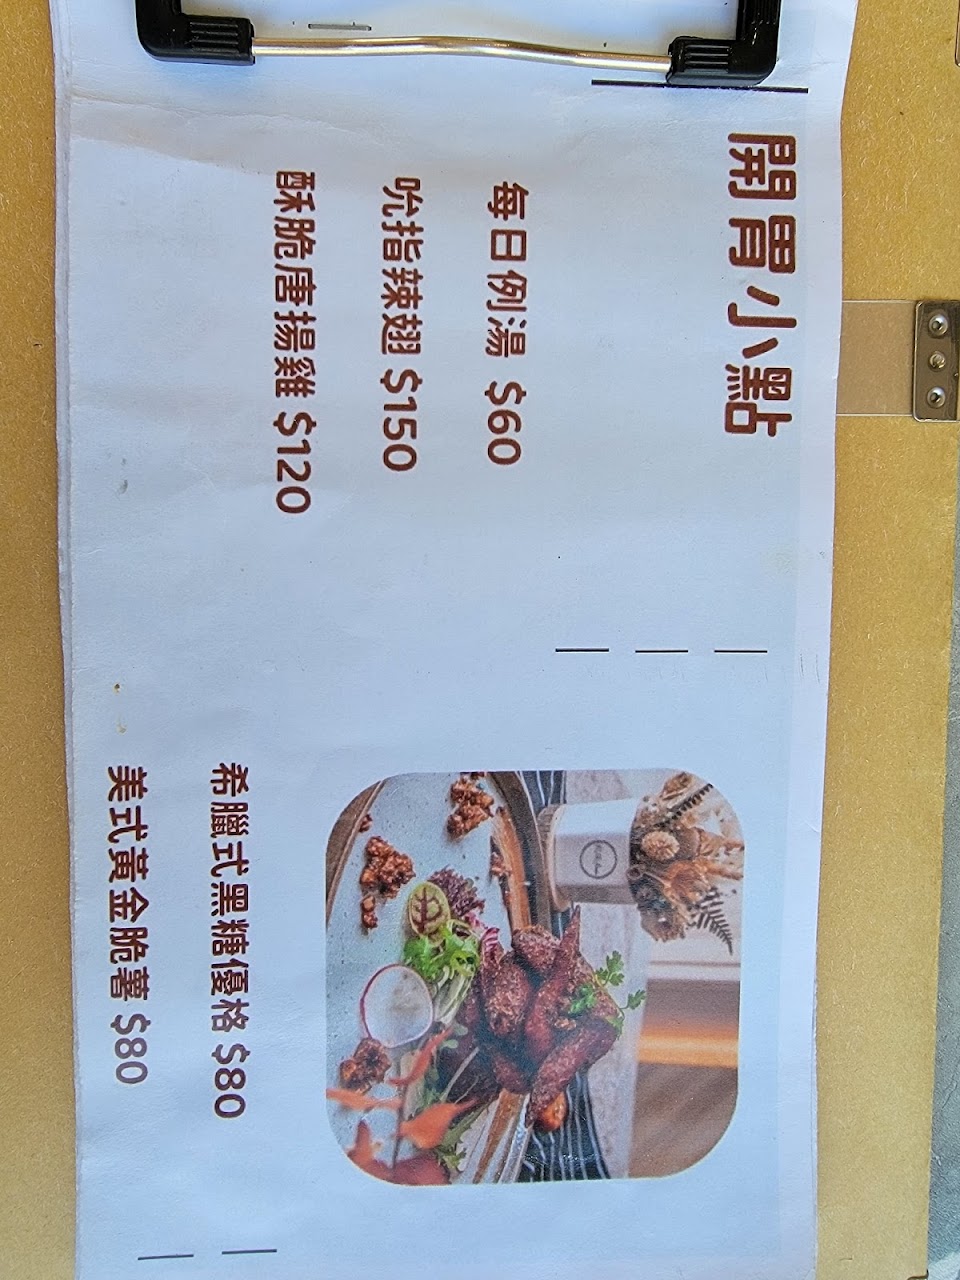 開胃小點
每日例湯 $60
吮指辣翅 $150
酥脆唐揚雞 $120
希臘式黑糖優格 $80
美式黃金脆薯 $80